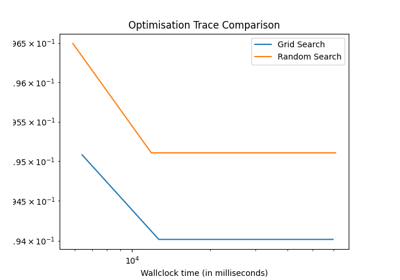 Optimisation Trace Comparison
Grid Search
Random Search
965 × 10⁻¹
.96 × 10⁻¹
955 × 10⁻¹
.95 × 10⁻¹
945 × 10⁻¹
.94 × 10⁻¹
10⁴
Wallclock time (in milliseconds)